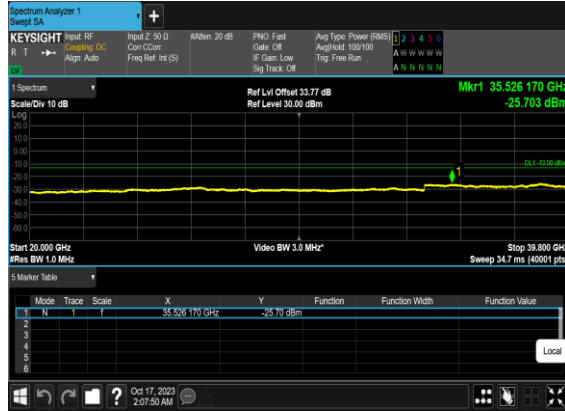 Spectrum Analyzer 1
Swept SA
+
KEYSIGHT Input: RF Input Z: 50 Ω #Atten: 20 dB PNO: Fast Avg Type: Power (RMS) 1 2 3 4 5 6
R T Coupling: DC Corr CCorr Gate: Off Avg|Hold: 100/100 A W W W W W
Align: Auto Freq Ref: Int (S) IF Gain: Low Trig: Free Run
Sig Track: Off A N N N N N
1 Spectrum Ref Lvl Offset 33.77 dB Mkr1 35.526 170 GHz
Scale/Div 10 dB Ref Level 30.00 dBm -25.703 dBm
Log
20.0
10.0
0.00
-10.0
DL1 -13.00 dBm
1
-20.0
-30.0
-40.0
-50.0
-60.0
Start 20.000 GHz Video BW 3.0 MHz* Stop 39.800 GHz
#Res BW 1.0 MHz Sweep 34.7 ms (40001 pts)
5 Marker Table
Mode Trace Scale X Y Function Function Width Function Value
1 N 1 f 35.526 170 GHz -25.70 dBm
2
3
4
5
6
Local
? Oct 17, 2023
2:07:50 AM